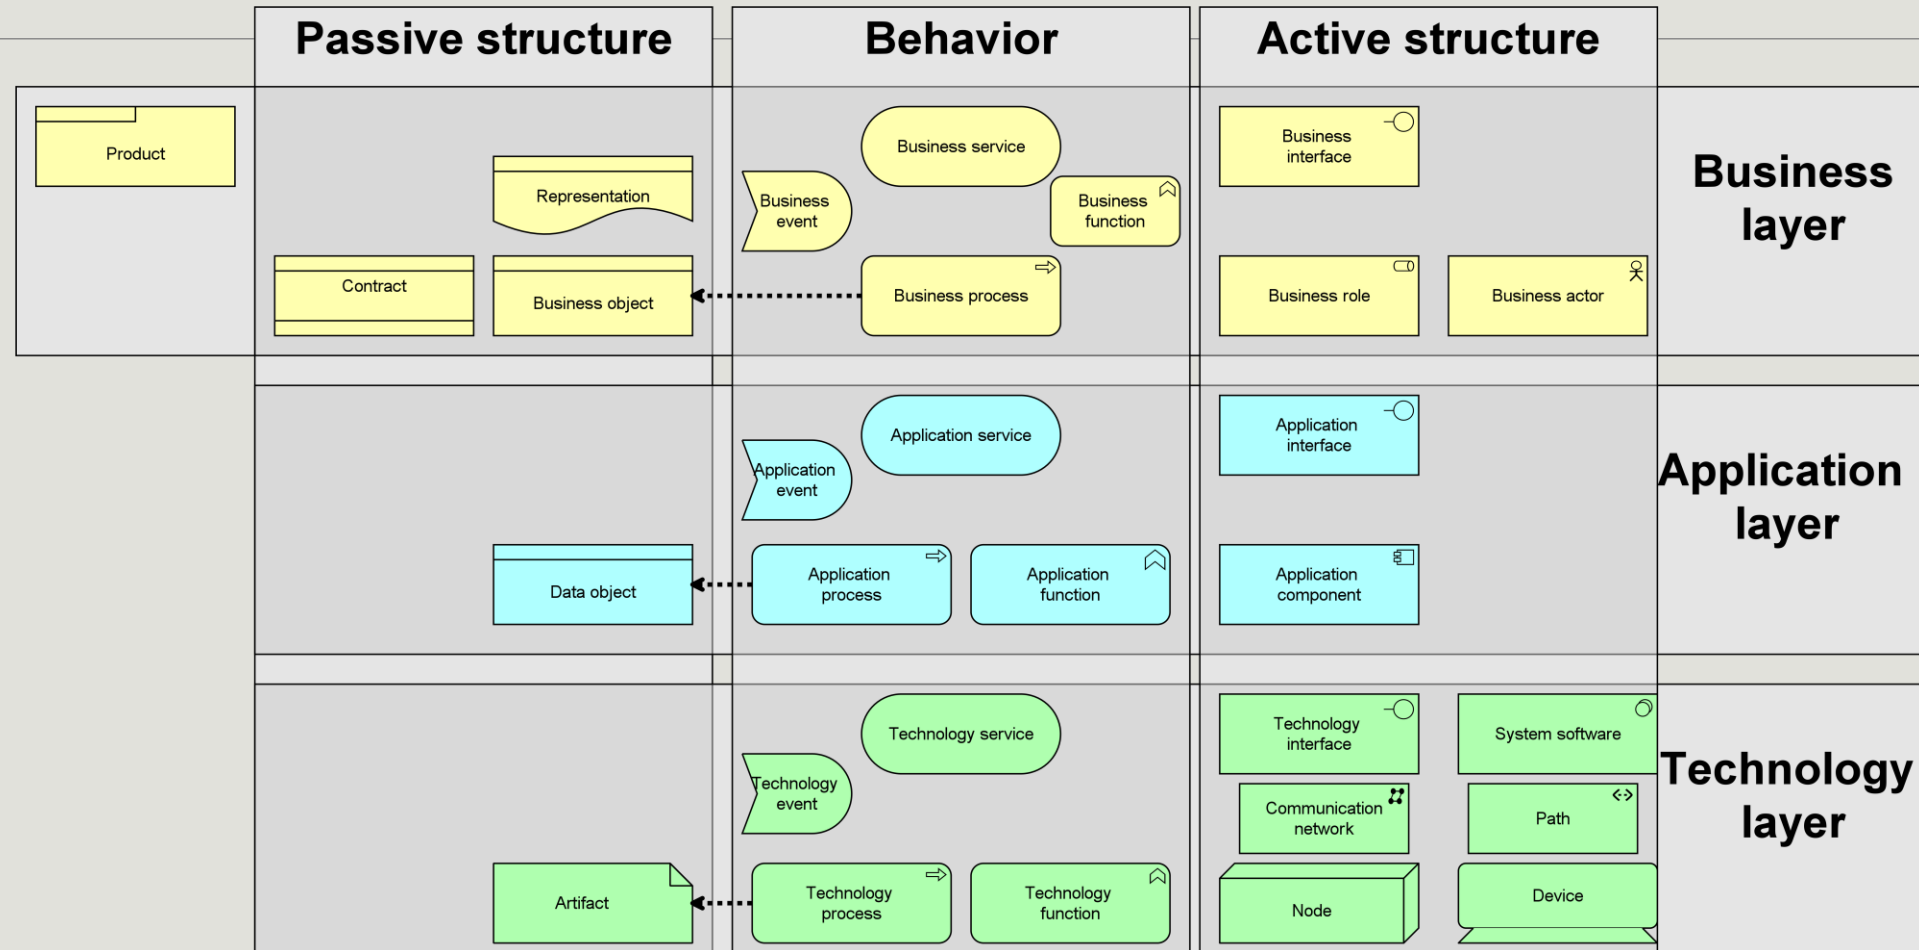 Passive structure
Behavior
Active structure
Product
Representation
Contract
Business object
Business service
Business
event
Business
function
Business process
Business
interface
Business role
Business actor
Business
layer
Data object
Application service
Application
event
Application
process
Application
function
Application
interface
Application
component
Application
layer
Artifact
Technology service
Technology
event
Technology
process
Technology
function
Technology
interface
System software
Communication
network
Path
Node
Device
Technology
layer